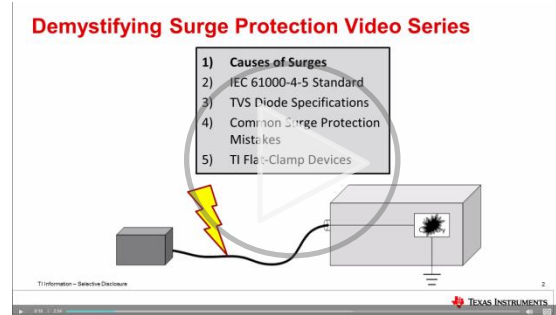 Demystifying Surge Protection Video Series
1) Causes of Surges
2) IEC 61000-4-5 Standard
3) TVS Diode Specifications
4) Common Surge Protection
Mistakes
5) TI Flat-Clamp Devices
TI Information – Selective Disclosure
2
TEXAS INSTRUMENTS